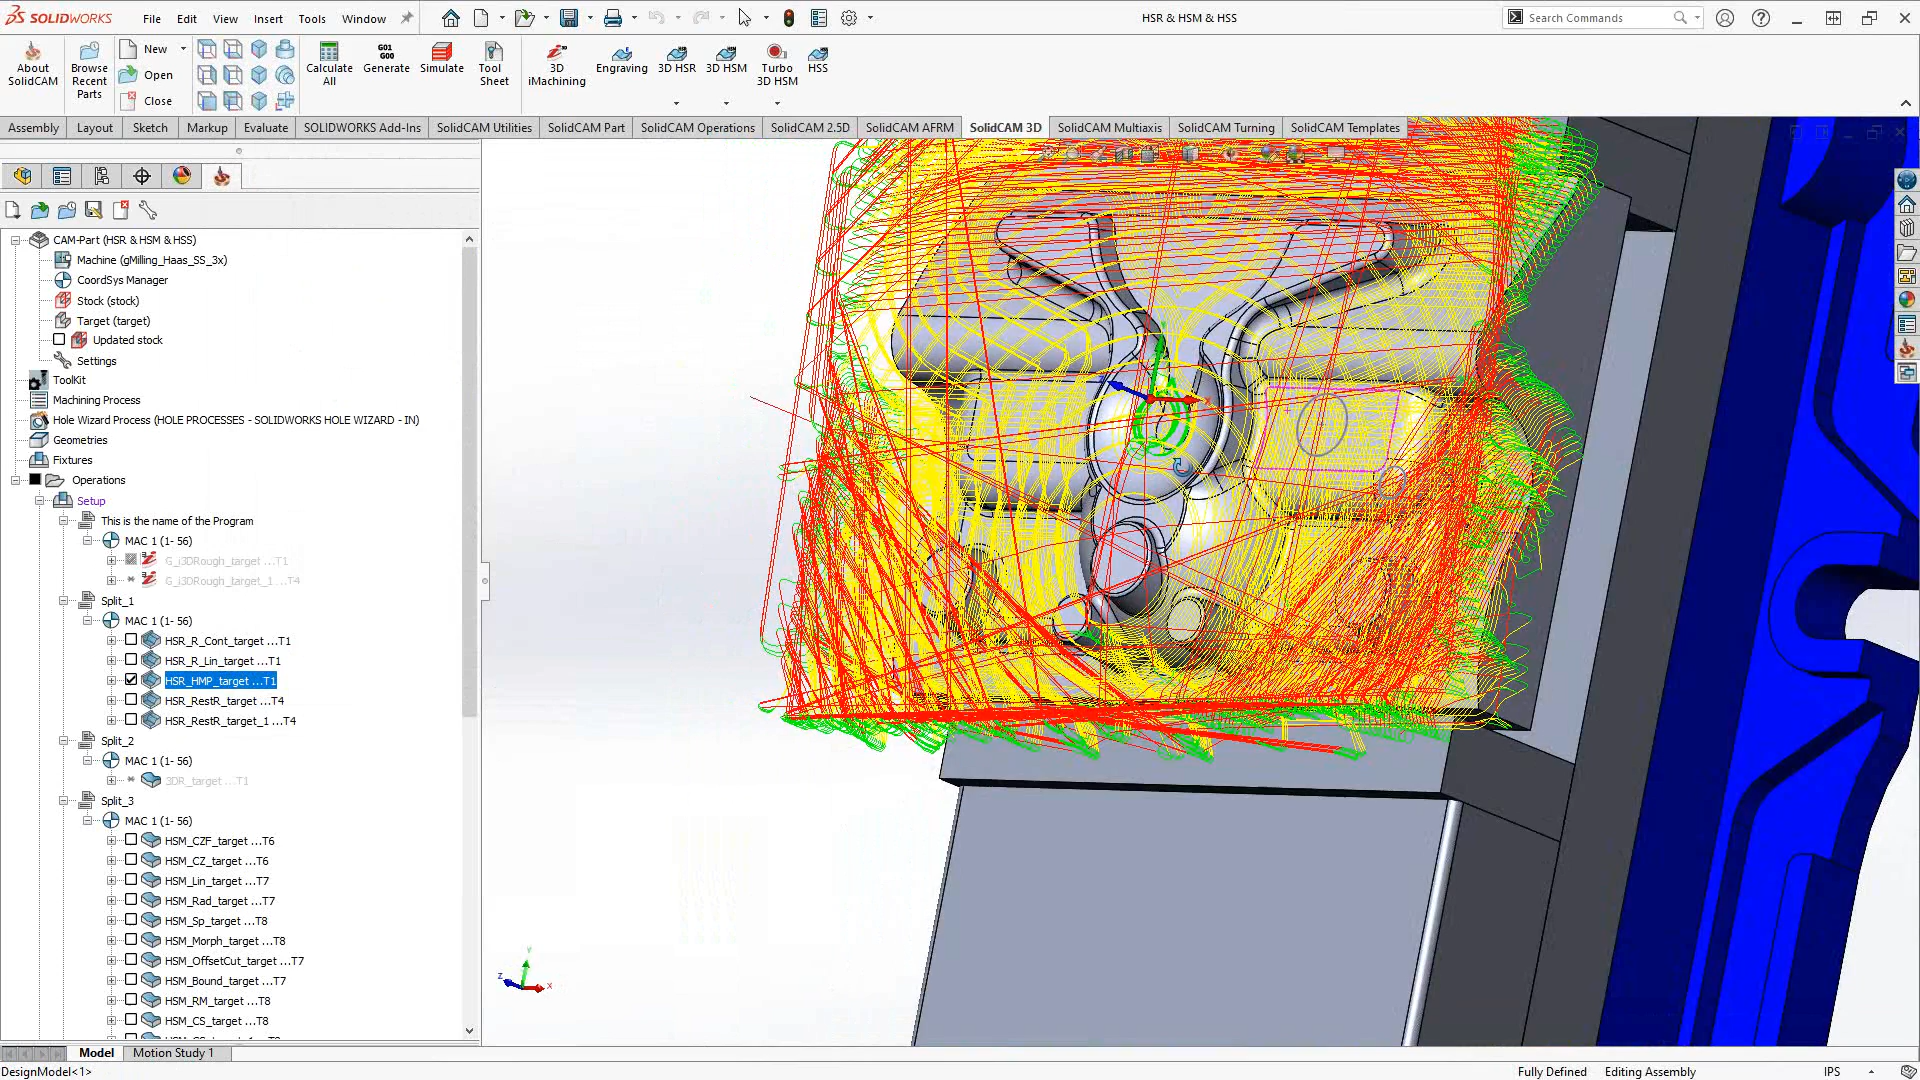 SOLIDWORKS File Edit View Insert Tools Window HSR & HSM & HSS Search Commands
About SolidCAM
Browse Recent Parts
New
Open
Close
Calculate All
G01 G00
Generate
Simulate
Tool Sheet
3D iMachining
Engraving
3D HSR
3D HSM
Turbo 3D HSM
HSS
Assembly Layout Sketch Markup Evaluate SOLIDWORKS Add-Ins SolidCAM Utilities SolidCAM Part SolidCAM Operations SolidCAM 2.5D SolidCAM AFRM SolidCAM 3D SolidCAM Multiaxis SolidCAM Turning SolidCAM Templates
CAM-Part (HSR & HSM & HSS)
Machine (gMilling_Haas_SS_3x)
CoordSys Manager
Stock (stock)
Target (target)
Updated stock
Settings
ToolKit
Machining Process
Hole Wizard Process (HOLE PROCESSES - SOLIDWORKS HOLE WIZARD - IN)
Geometries
Fixtures
Operations
Setup
This is the name of the Program
MAC 1 (1- 56)
G_i3DRough_target ...T1
G_i3DRough_target_1 ...T4
Split_1
MAC 1 (1- 56)
HSR_R_Cont_target ...T1
HSR_R_Lin_target ...T1
HSR_HMP_target ...T1
HSR_RestR_target ...T4
HSR_RestR_target_1 ...T4
Split_2
MAC 1 (1- 56)
3DR_target ...T1
Split_3
MAC 1 (1- 56)
HSM_CZF_target ...T6
HSM_CZ_target ...T6
HSM_Lin_target ...T7
HSM_Rad_target ...T7
HSM_Sp_target ...T8
HSM_Morph_target ...T8
HSM_OffsetCut_target ...T7
HSM_Bound_target ...T7
HSM_RM_target ...T8
HSM_CS_target ...T8
Y
Z
X
Model Motion Study 1
DesignModel<1> Fully Defined Editing Assembly IPS